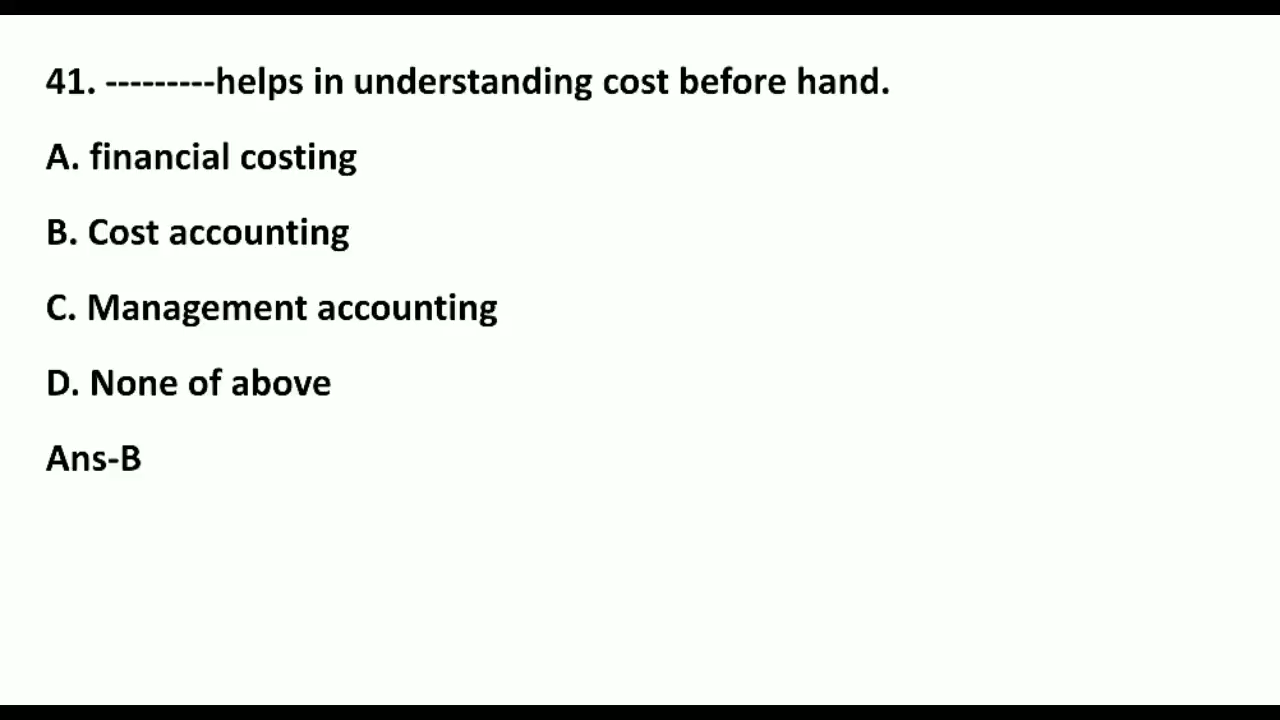 41. ---------helps in understanding cost before hand.
A. financial costing
B. Cost accounting
C. Management accounting
D. None of above
Ans-B